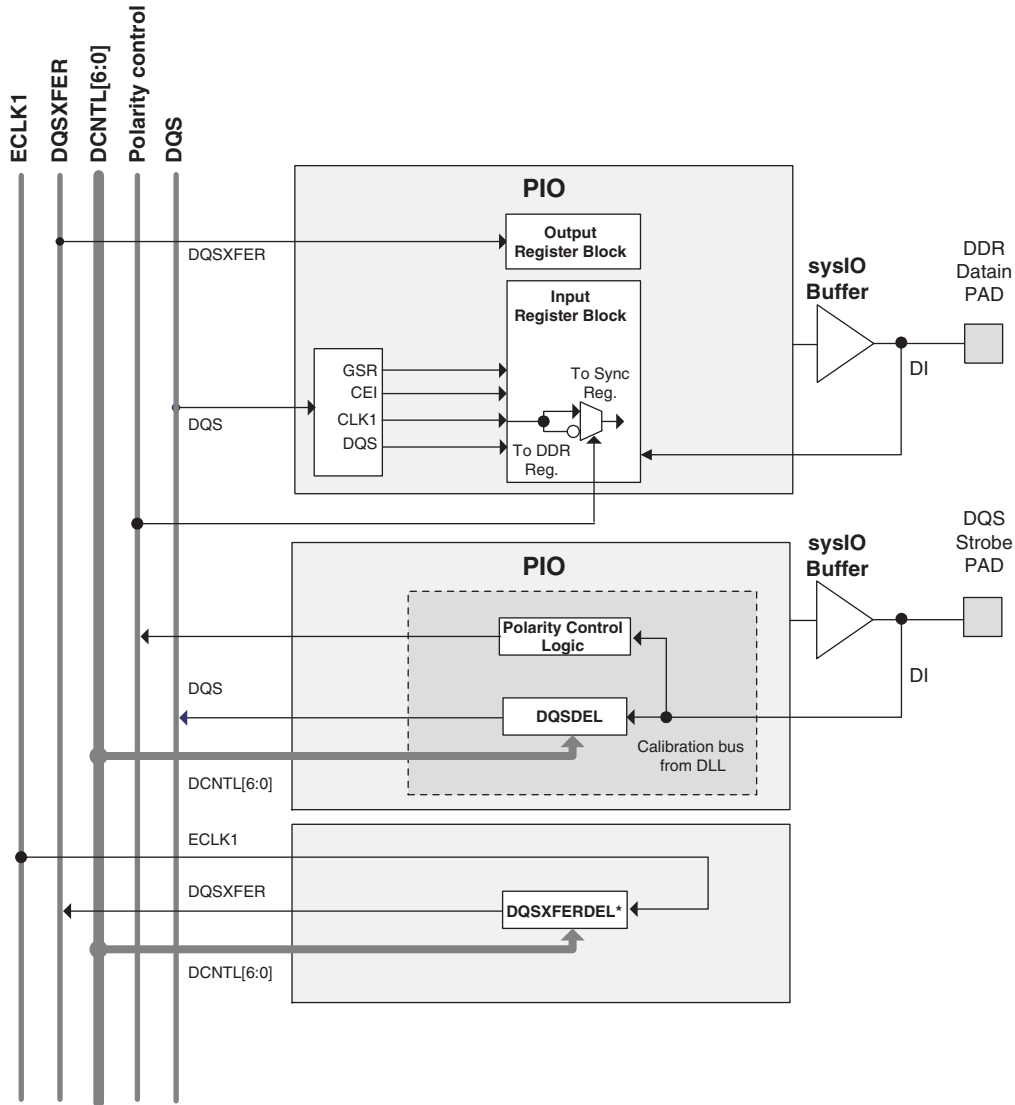 ECLK1
DQSXFER
DCNTL[6:0]
Polarity control
DQS
PIO
Output
Register Block
DQSXFER
Input
Register Block
sysIO
Buffer
DDR
Datain
PAD
DI
GSR
CEI
CLK1
DQS
To Sync
Reg.
To DDR
Reg.
DQS
PIO
sysIO
Buffer
DQS
Strobe
PAD
DI
Polarity Control
Logic
DQS
DQSDEL
Calibration bus
from DLL
DCNTL[6:0]
ECLK1
DQSXFER
DQSXFERDEL*
DCNTL[6:0]